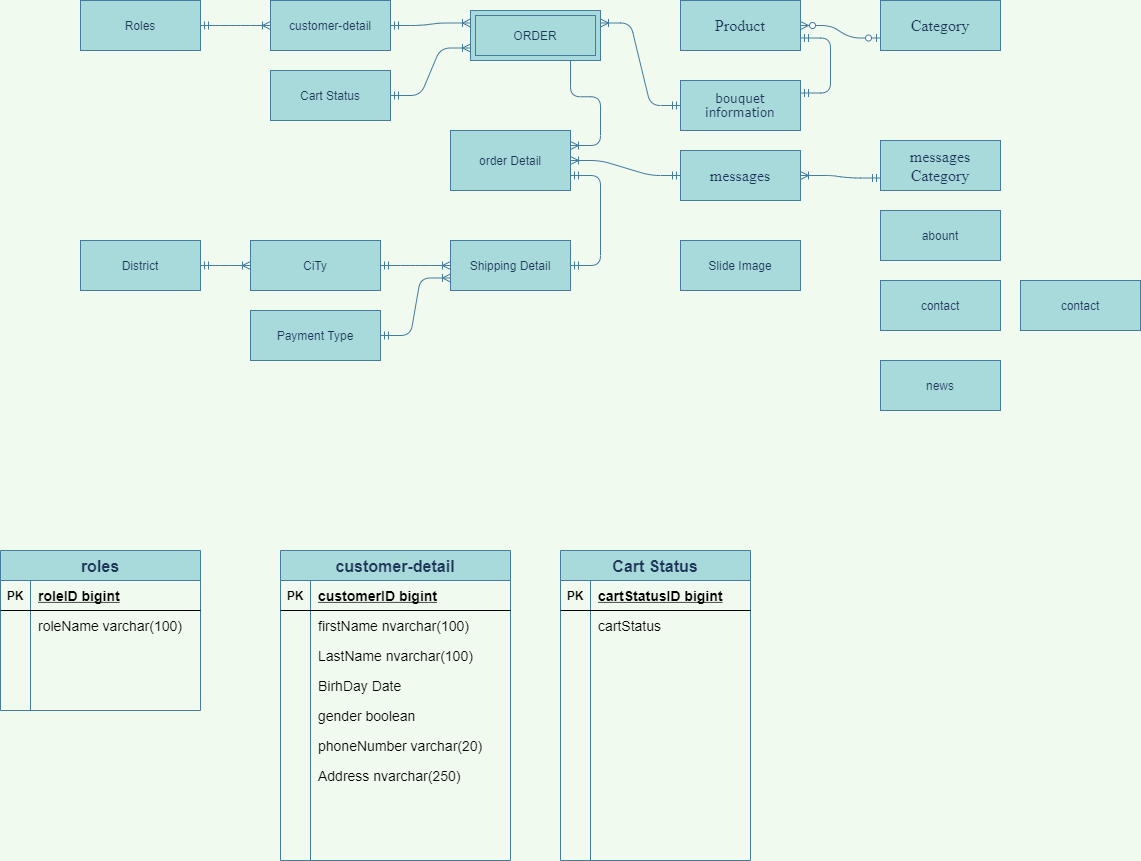 Roles
customer-detail
ORDER
Product
Category
Cart Status
bouquet
information
order Detail
messages
messages
Category
abount
District
CiTy
Shipping Detail
Slide Image
contact
contact
Payment Type
news
roles
PK roleID bigint
roleName varchar(100)
customer-detail
PK customerID bigint
firstName nvarchar(100)
LastName nvarchar(100)
BirhDay Date
gender boolean
phoneNumber varchar(20)
Address nvarchar(250)
Cart Status
PK cartStatusID bigint
cartStatus